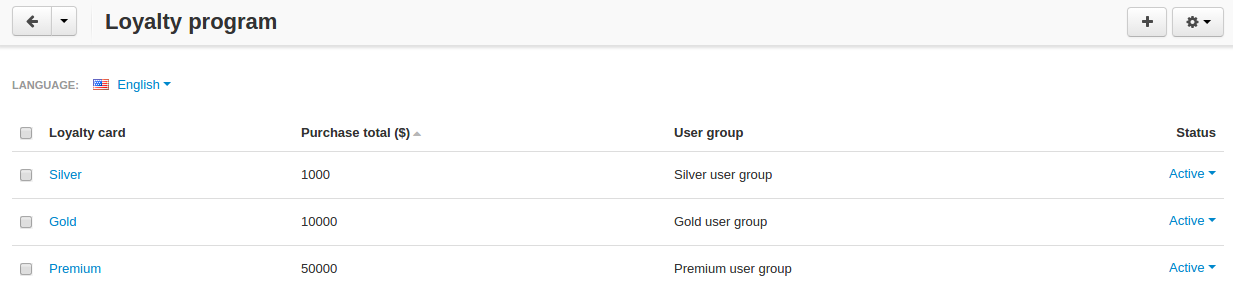 Loyalty program
LANGUAGE: English
Loyalty card Purchase total ($) User group Status
Silver 1000 Silver user group Active
Gold 10000 Gold user group Active
Premium 50000 Premium user group Active